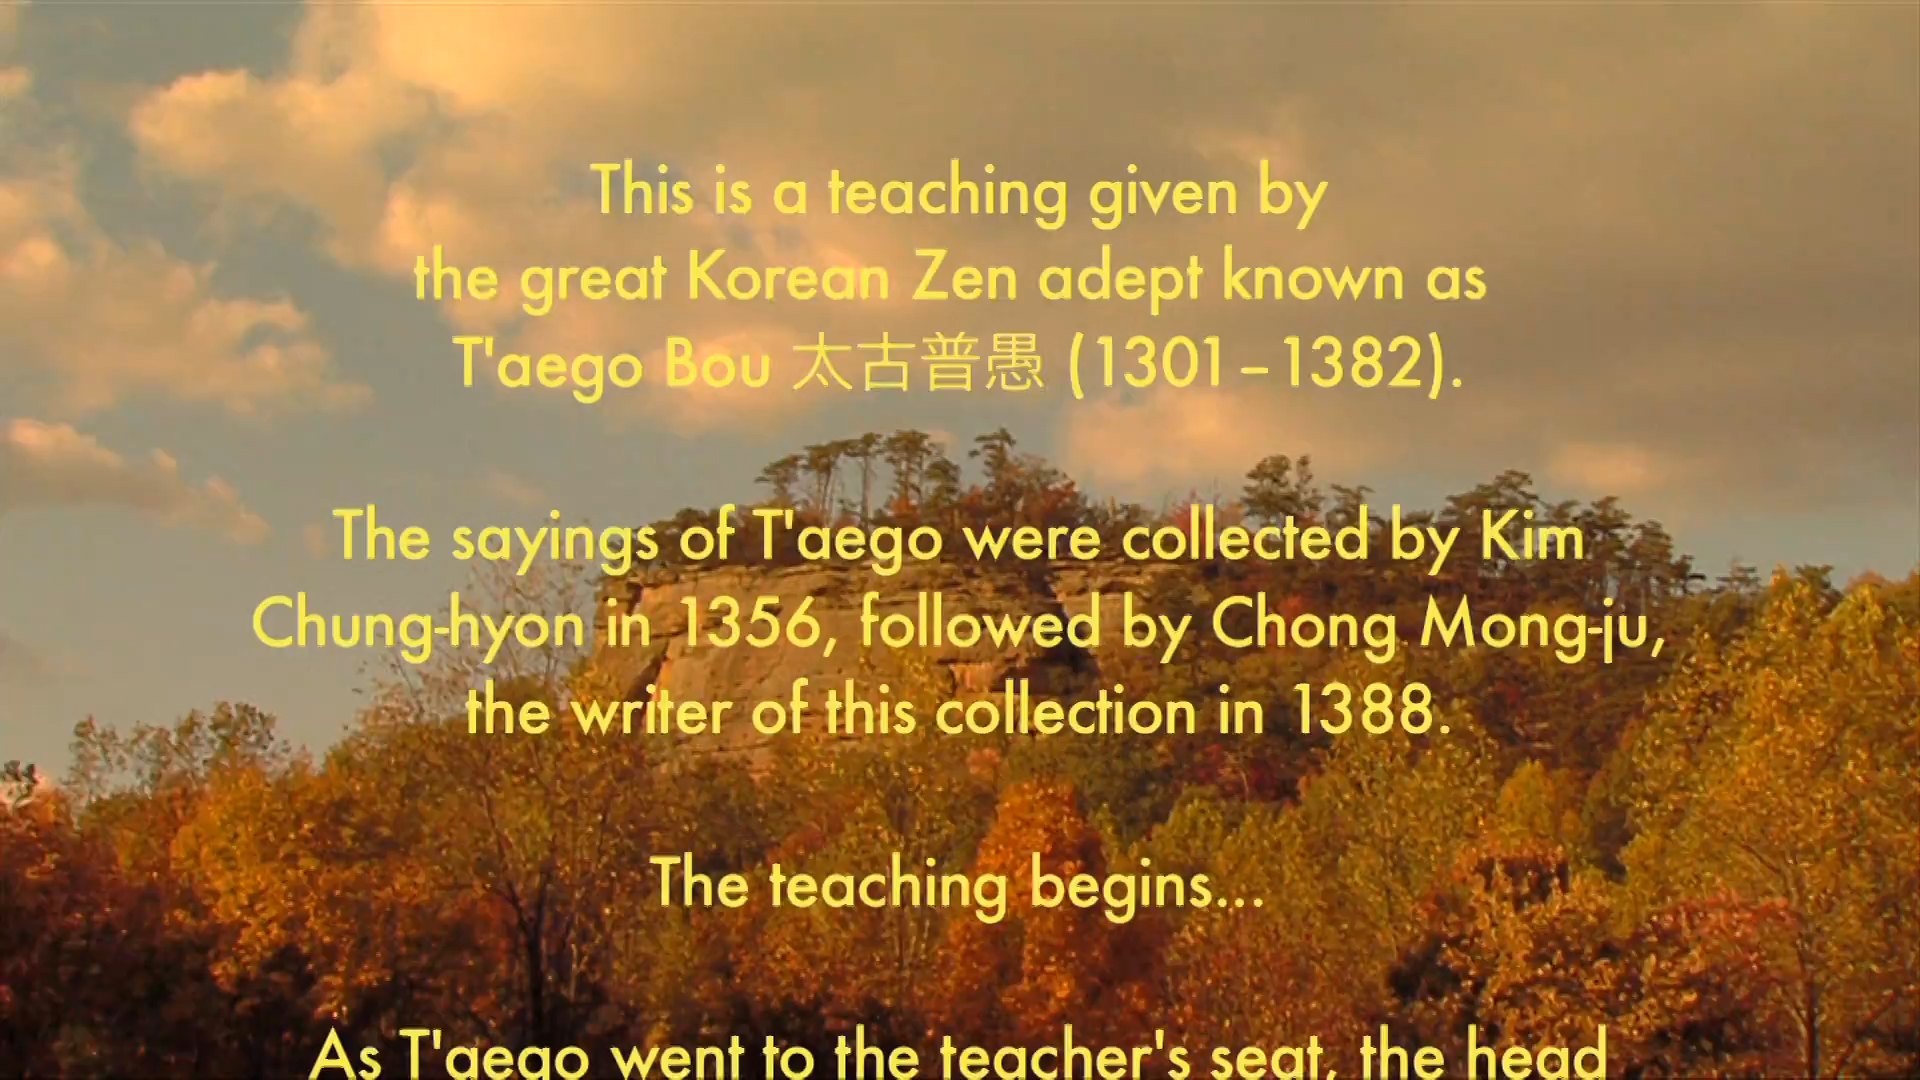 This is a teaching given by
the great Korean Zen adept known as
T'aego Bou 太古普愚 (1301–1382).
The sayings of T'aego were collected by Kim
Chung-hyon in 1356, followed by Chong Mong-ju,
the writer of this collection in 1388.
The teaching begins...
As T'aego went to the teacher's seat, the head